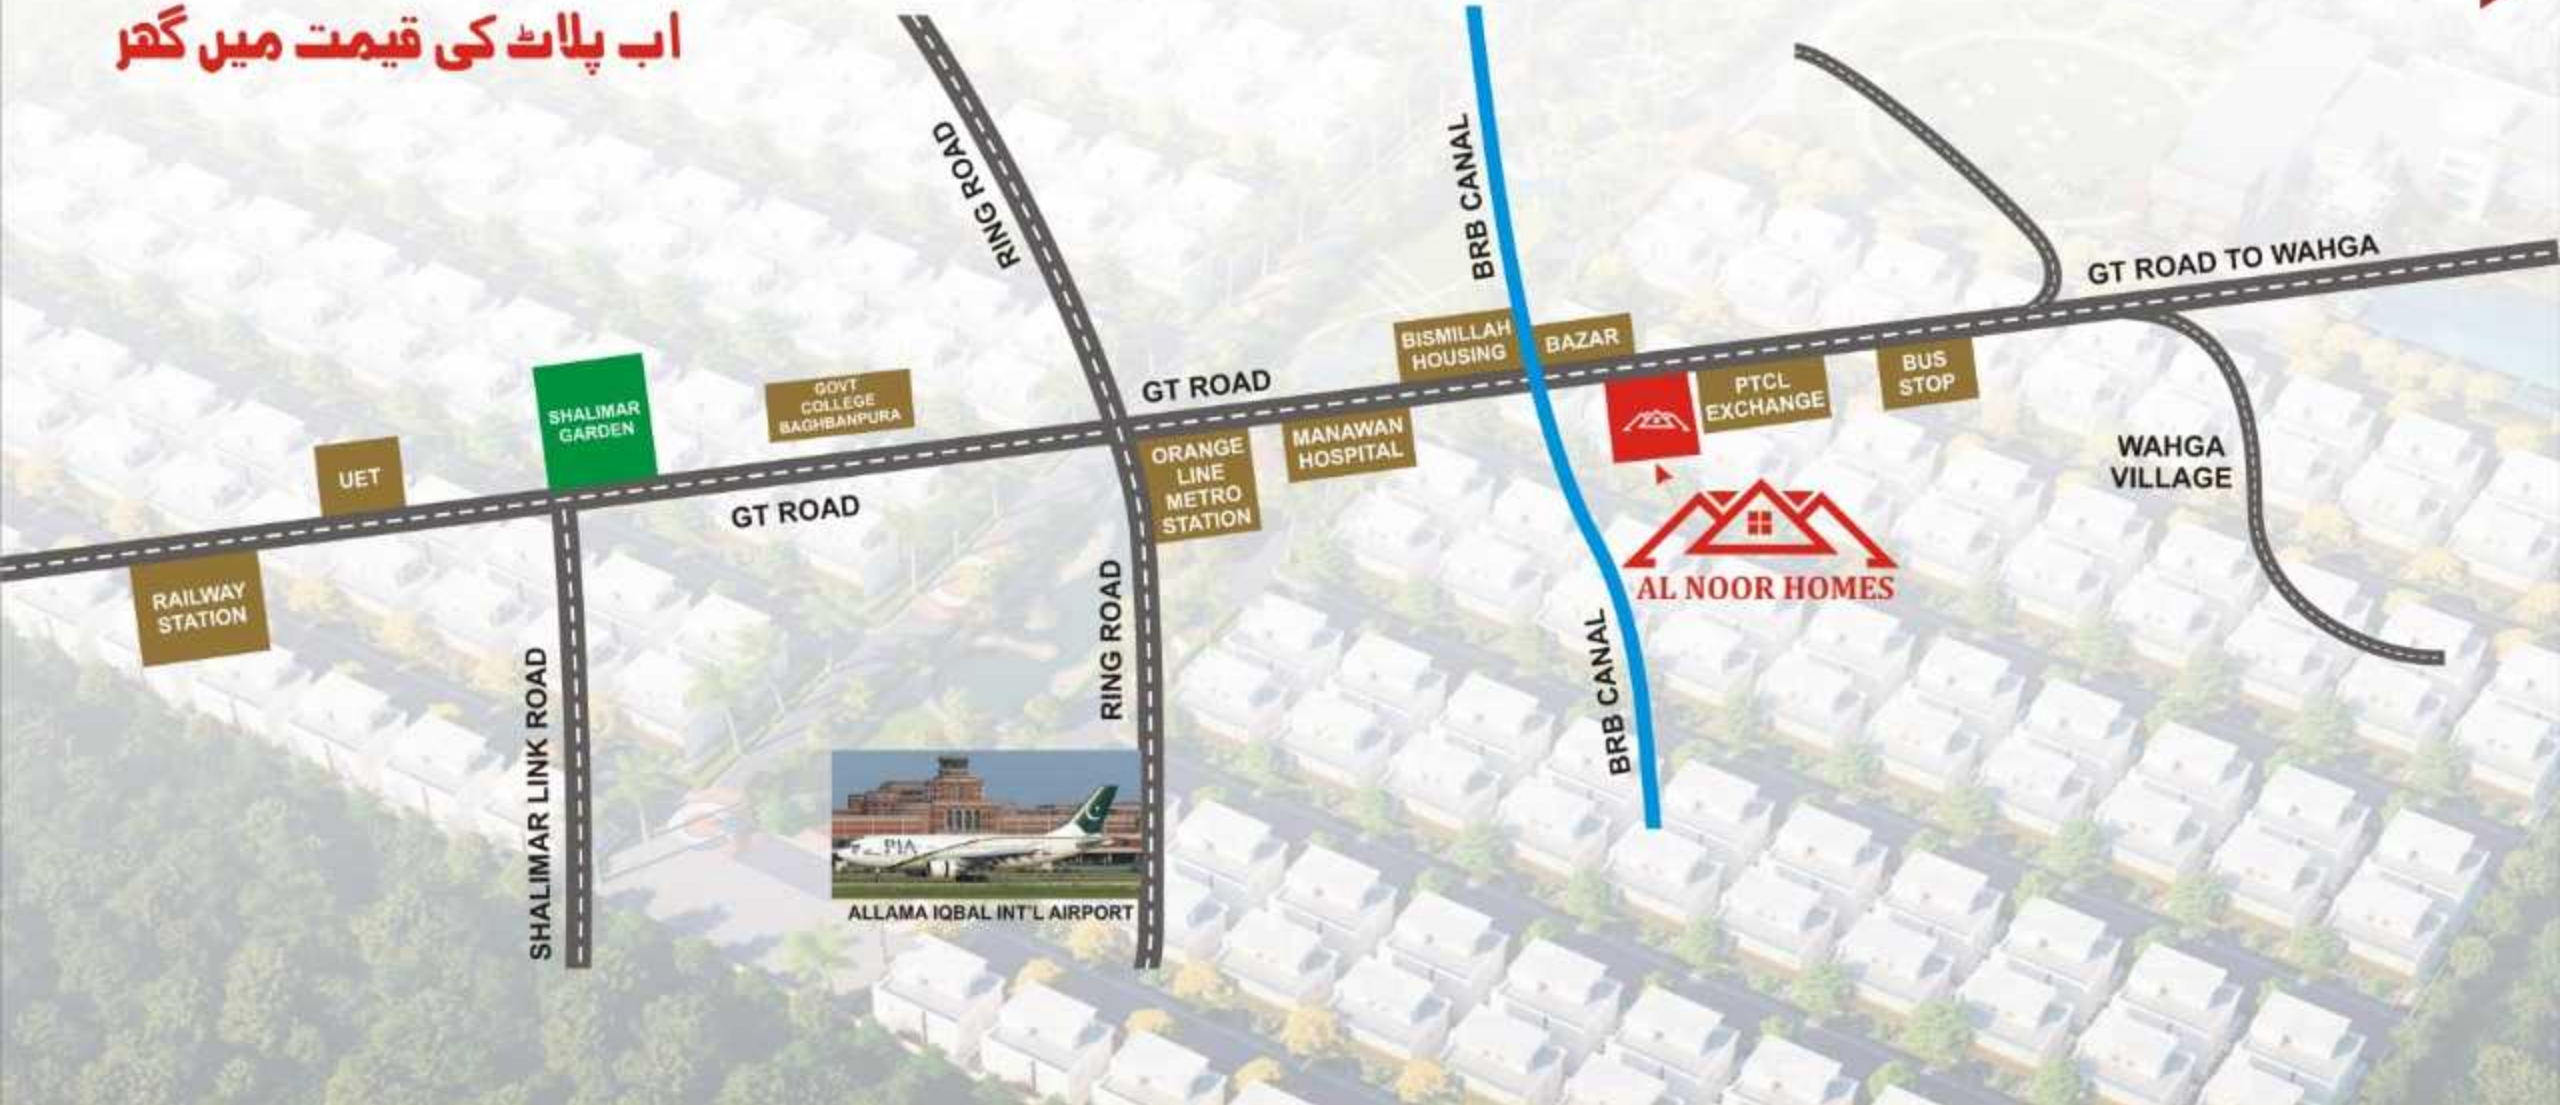 اب پلاٹ کی قیمت میں گھر
RING ROAD
BRB CANAL
GT ROAD TO WAHGA
BISMILLAH
HOUSING
BAZAR
GT ROAD
PTCL
EXCHANGE
BUS
STOP
SHALIMAR
GARDEN
GOVT
COLLEGE
BAGHBANPURA
UET
ORANGE
LINE
METRO
STATION
MANAWAN
HOSPITAL
WAHGA
VILLAGE
GT ROAD
RAILWAY
STATION
AL NOOR HOMES
SHALIMAR LINK ROAD
RING ROAD
BRB CANAL
PIA
ALLAMA IQBAL INT'L AIRPORT